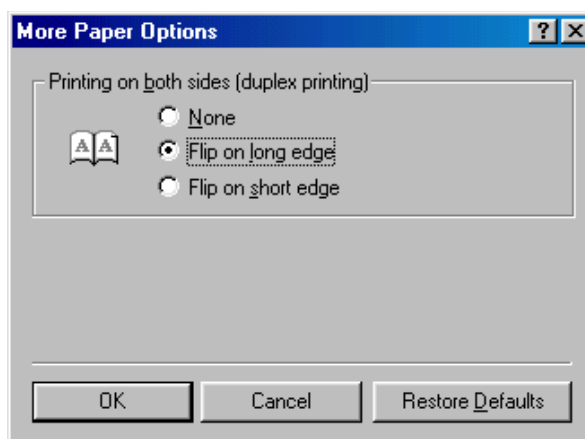 More Paper Options
Printing on both sides (duplex printing)
None
A A
Flip on long edge
Flip on short edge
OK Cancel Restore Defaults